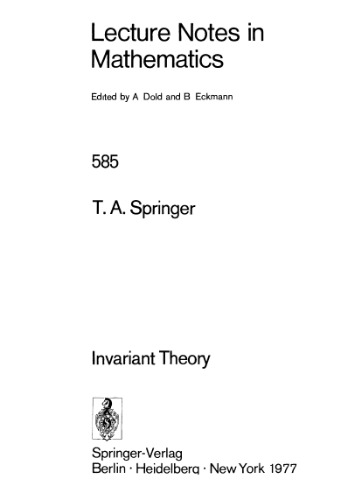 Lecture Notes in
Mathematics
Edited by A Dold and B Eckmann
585
T. A. Springer
Invariant Theory
Springer-Verlag
Berlin · Heidelberg · New York 1977